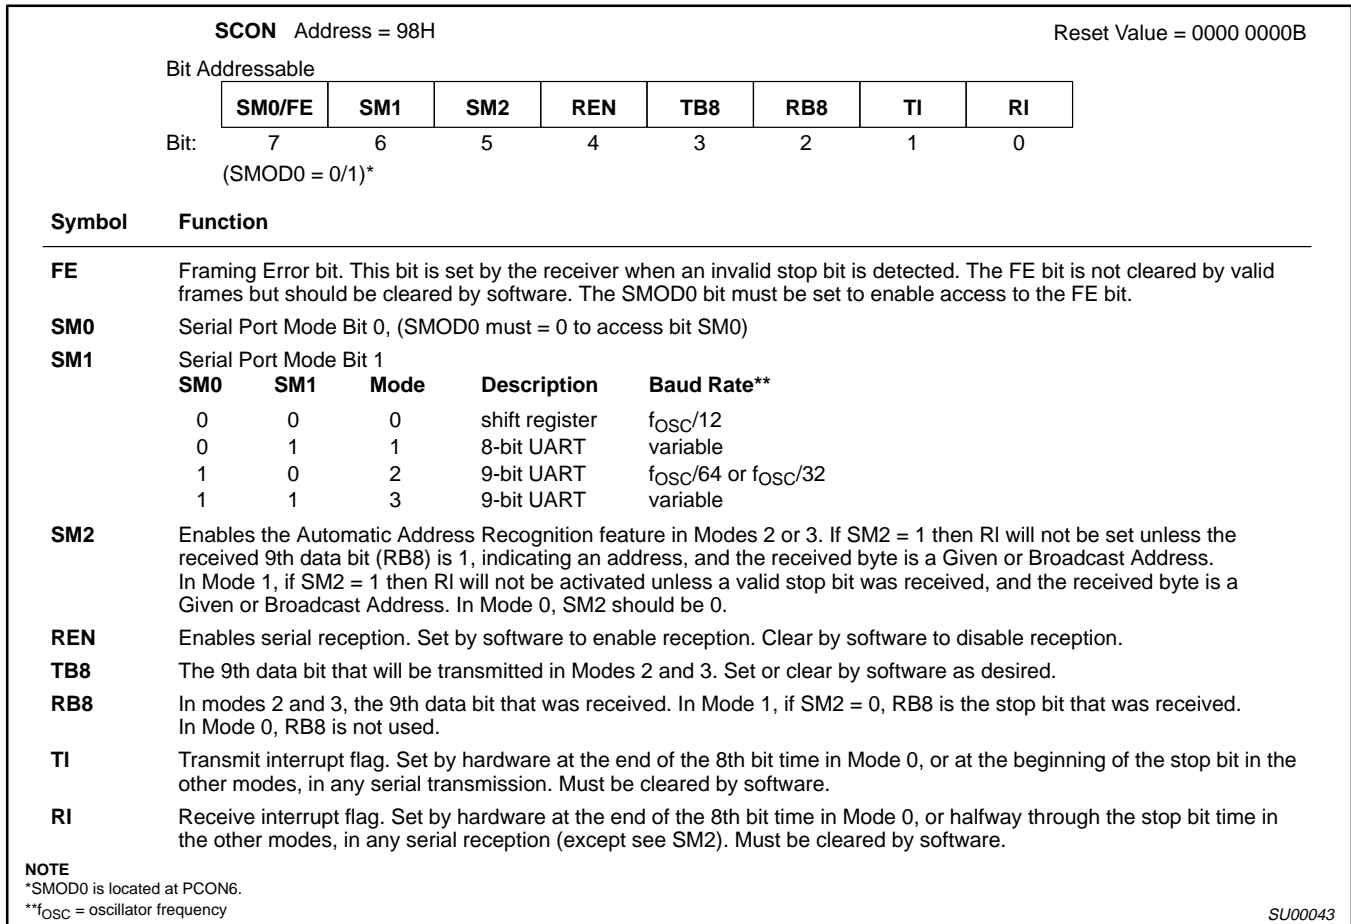 SCON Address = 98H Reset Value = 0000 0000B
Bit Addressable
SM0/FE SM1 SM2 REN TB8 RB8 TI RI
Bit: 7 6 5 4 3 2 1 0
(SMOD0 = 0/1)*
Symbol Function
FE Framing Error bit. This bit is set by the receiver when an invalid stop bit is detected. The FE bit is not cleared by valid
frames but should be cleared by software. The SMOD0 bit must be set to enable access to the FE bit.
SM0 Serial Port Mode Bit 0, (SMOD0 must = 0 to access bit SM0)
SM1 Serial Port Mode Bit 1
SM0 SM1 Mode Description Baud Rate**
0 0 0 shift register fOSC/12
0 1 1 8-bit UART variable
1 0 2 9-bit UART fOSC/64 or fOSC/32
1 1 3 9-bit UART variable
SM2 Enables the Automatic Address Recognition feature in Modes 2 or 3. If SM2 = 1 then RI will not be set unless the
received 9th data bit (RB8) is 1, indicating an address, and the received byte is a Given or Broadcast Address.
In Mode 1, if SM2 = 1 then RI will not be activated unless a valid stop bit was received, and the received byte is a
Given or Broadcast Address. In Mode 0, SM2 should be 0.
REN Enables serial reception. Set by software to enable reception. Clear by software to disable reception.
TB8 The 9th data bit that will be transmitted in Modes 2 and 3. Set or clear by software as desired.
RB8 In modes 2 and 3, the 9th data bit that was received. In Mode 1, if SM2 = 0, RB8 is the stop bit that was received.
In Mode 0, RB8 is not used.
TI Transmit interrupt flag. Set by hardware at the end of the 8th bit time in Mode 0, or at the beginning of the stop bit in the
other modes, in any serial transmission. Must be cleared by software.
RI Receive interrupt flag. Set by hardware at the end of the 8th bit time in Mode 0, or halfway through the stop bit time in
the other modes, in any serial reception (except see SM2). Must be cleared by software.
NOTE
*SMOD0 is located at PCON6.
**fOSC = oscillator frequency SU00043